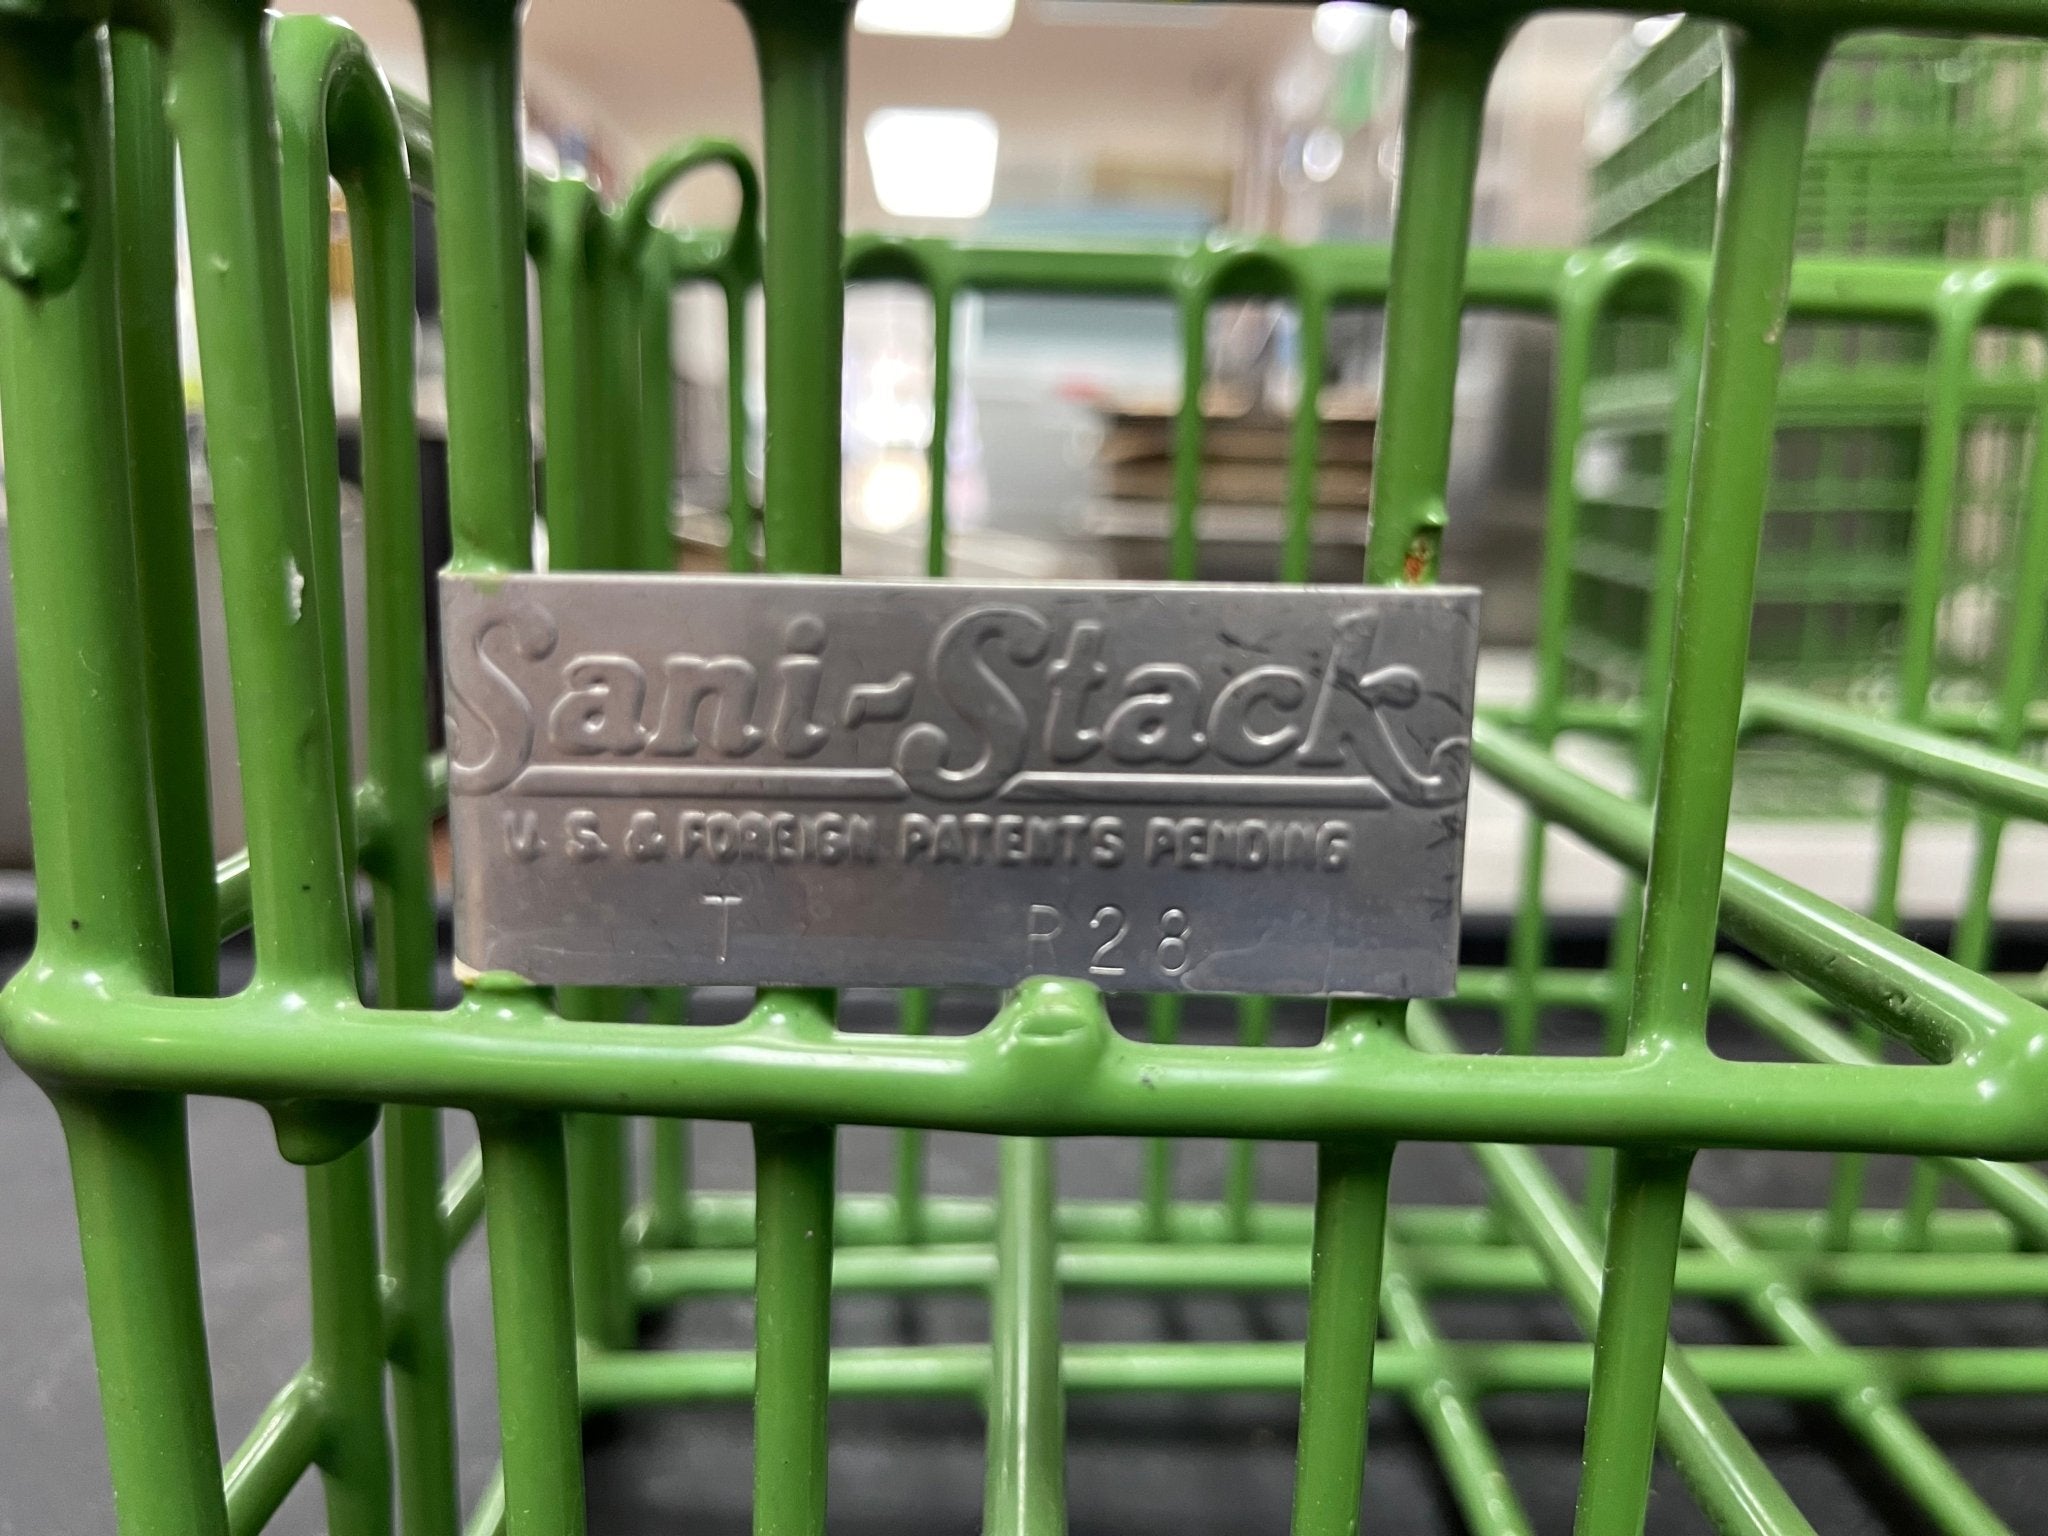 Sani-Stack
U. S. & FOREIGN PATENTS PENDING
T R28